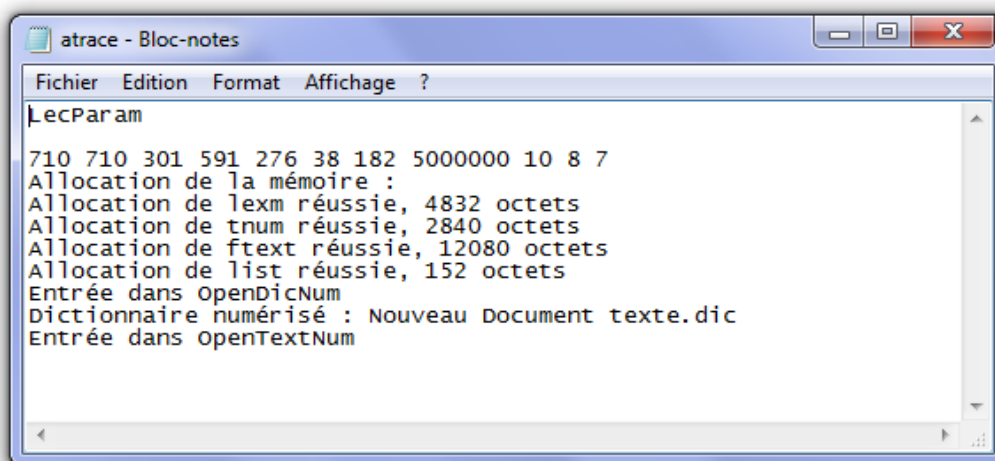 atrace - Bloc-notes
Fichier Edition Format Affichage ?
LecParam
710 710 301 591 276 38 182 5000000 10 8 7
Allocation de la mémoire :
Allocation de lexm réussie, 4832 octets
Allocation de tnum réussie, 2840 octets
Allocation de ftext réussie, 12080 octets
Allocation de list réussie, 152 octets
Entrée dans OpenDicNum
Dictionnaire numérisé : Nouveau Document texte.dic
Entrée dans OpenTextNum